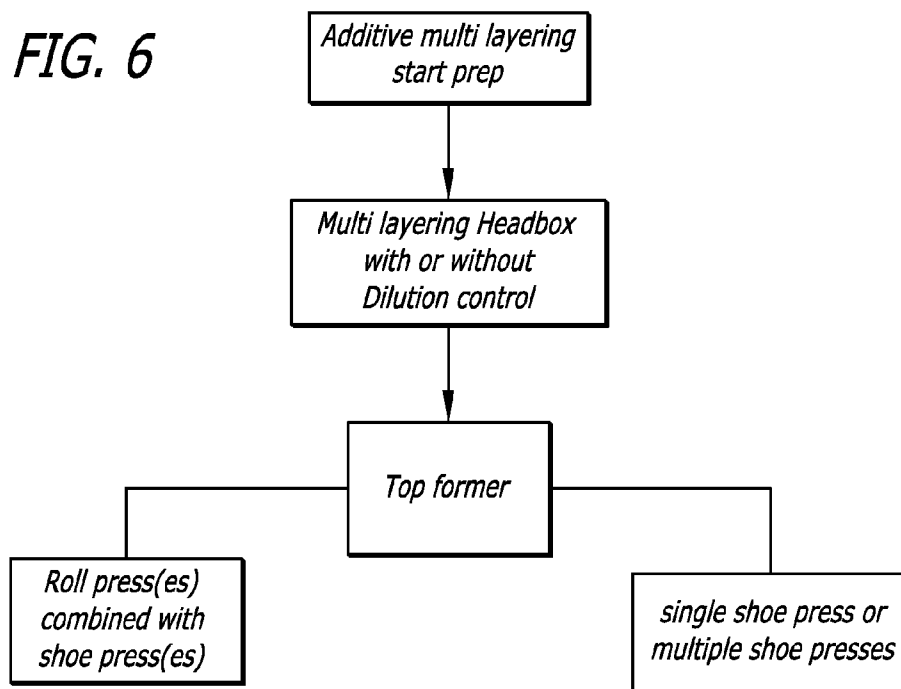 FIG. 6
Additive multi layering
start prep
Multi layering Headbox
with or without
Dilution control
Top former
Roll press(es)
combined with
shoe press(es)
single shoe press or
multiple shoe presses